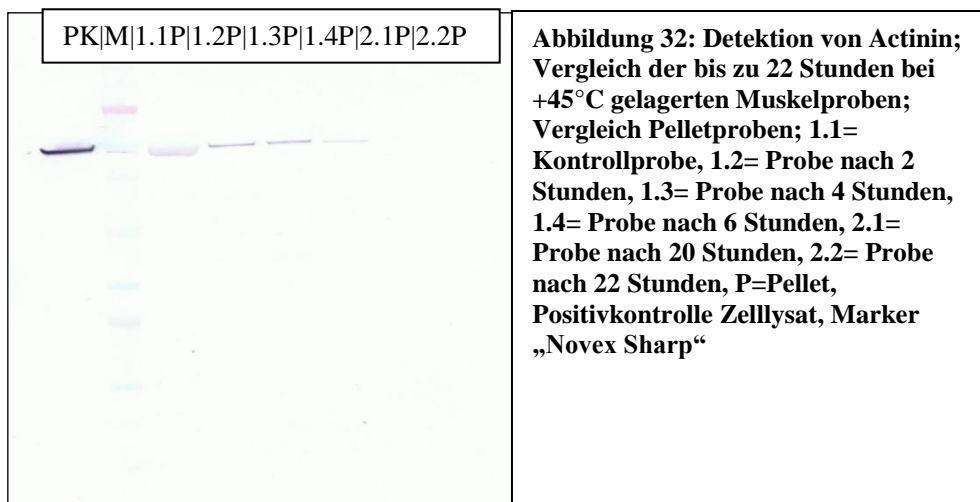 PK|M|1.1P|1.2P|1.3P|1.4P|2.1P|2.2P
Abbildung 32: Detektion von Actinin;
Vergleich der bis zu 22 Stunden bei
+45°C gelagerten Muskelproben;
Vergleich Pelletproben; 1.1=
Kontrollprobe, 1.2= Probe nach 2
Stunden, 1.3= Probe nach 4 Stunden,
1.4= Probe nach 6 Stunden, 2.1=
Probe nach 20 Stunden, 2.2= Probe
nach 22 Stunden, P=Pellet,
Positivkontrolle Zelllysat, Marker
„Novex Sharp“